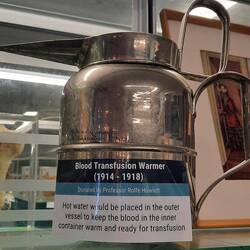 Blood Transfusion Warmer
(1914 - 1918)
Donated by Professor Rolfe Howlett
Hot water would be placed in the outer
vessel to keep the blood in the inner
container warm and ready for transfusion